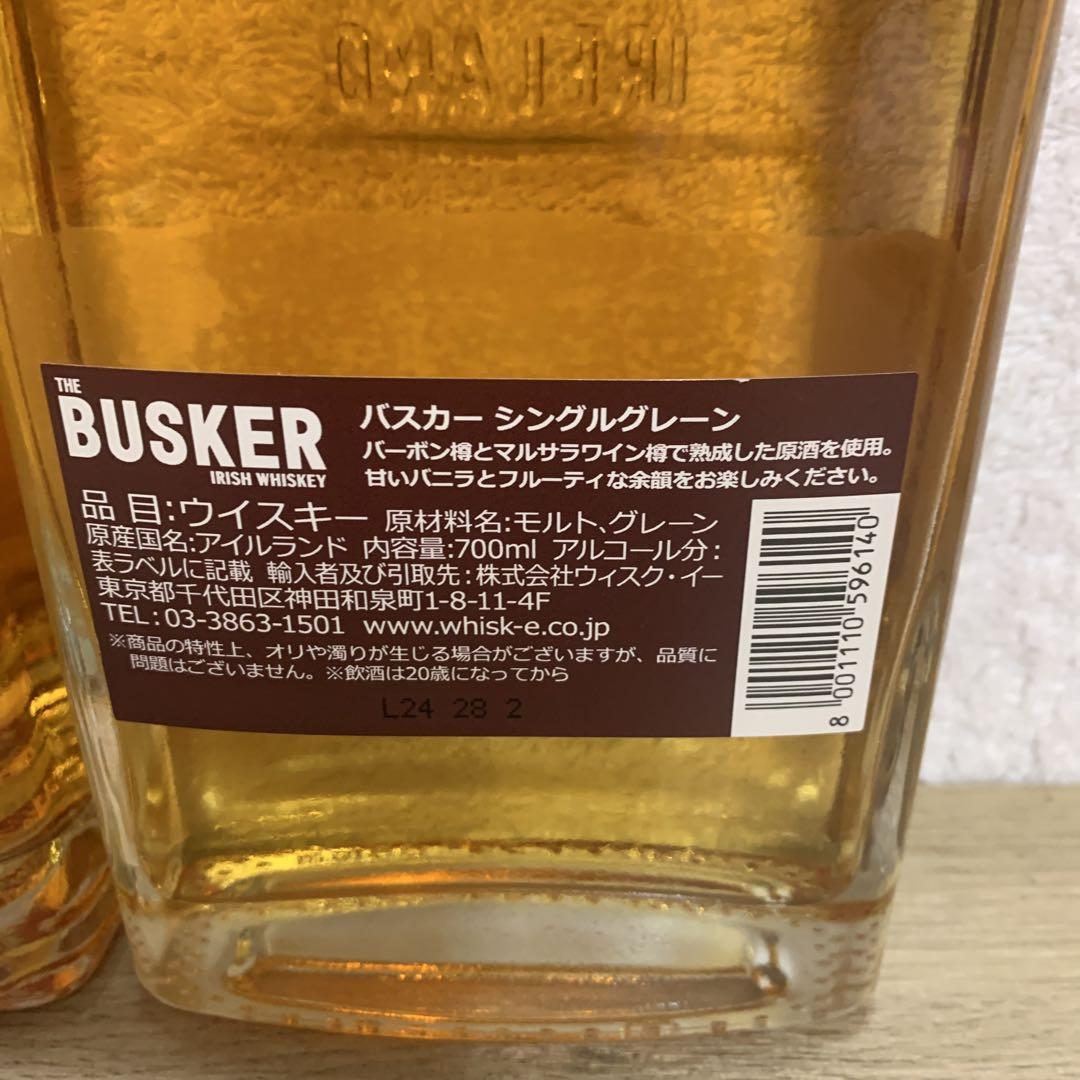 IRELAND
THE
BUSKER
IRISH WHISKEY
バスカー シングルグレーン
バーボン樽とマルサラワイン樽で熟成した原酒を使用。
甘いバニラとフルーティな余韻をお楽しみください。
品 目:ウイスキー 原材料名:モルト、グレーン
原産国名:アイルランド 内容量:700ml アルコール分:
表ラベルに記載 輸入者及び引取先:株式会社ウィスク・イー
東京都千代田区神田和泉町1-8-11-4F
TEL:03-3863-1501 www.whisk-e.co.jp
※商品の特性上、オリや濁りが生じる場合がございますが、品質に
問題はございません。※飲酒は20歳になってから
L24 28 2
8 001110 596140